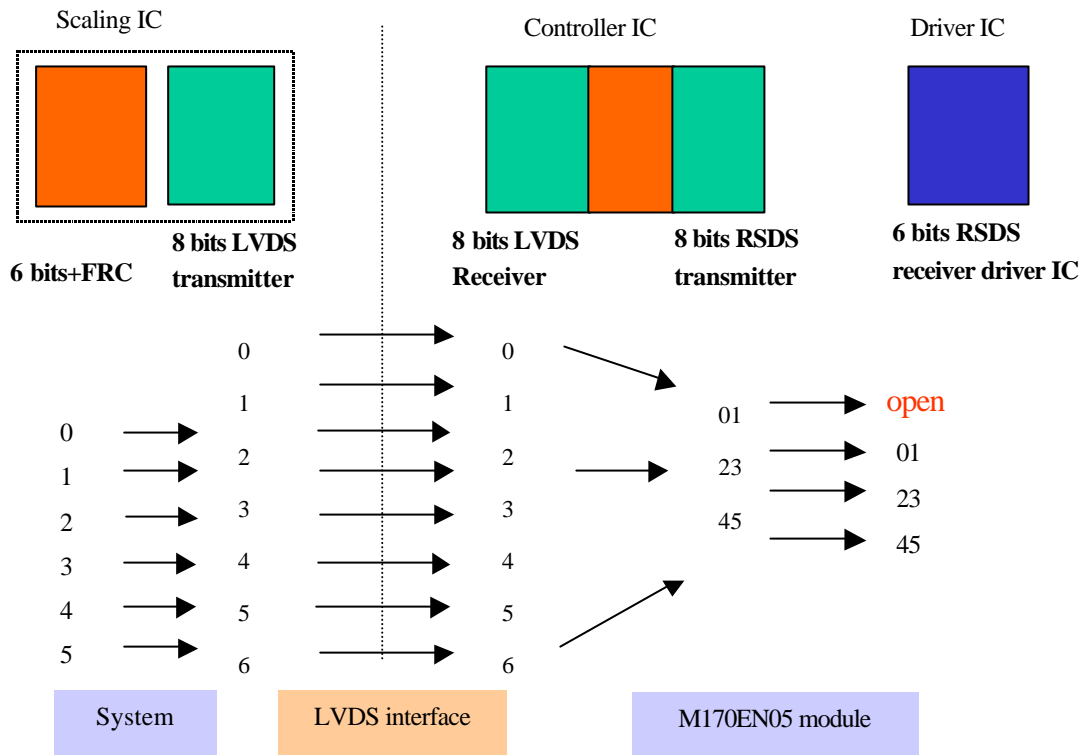 Scaling IC
Controller IC
Driver IC
6 bits+FRC
8 bits LVDS
transmitter
8 bits LVDS
Receiver
8 bits RSDS
transmitter
6 bits RSDS
receiver driver IC
0
1
2
3
4
5
0
1
2
3
4
5
6
0
1
2
3
4
5
6
01
23
45
open
01
23
45
System
LVDS interface
M170EN05 module